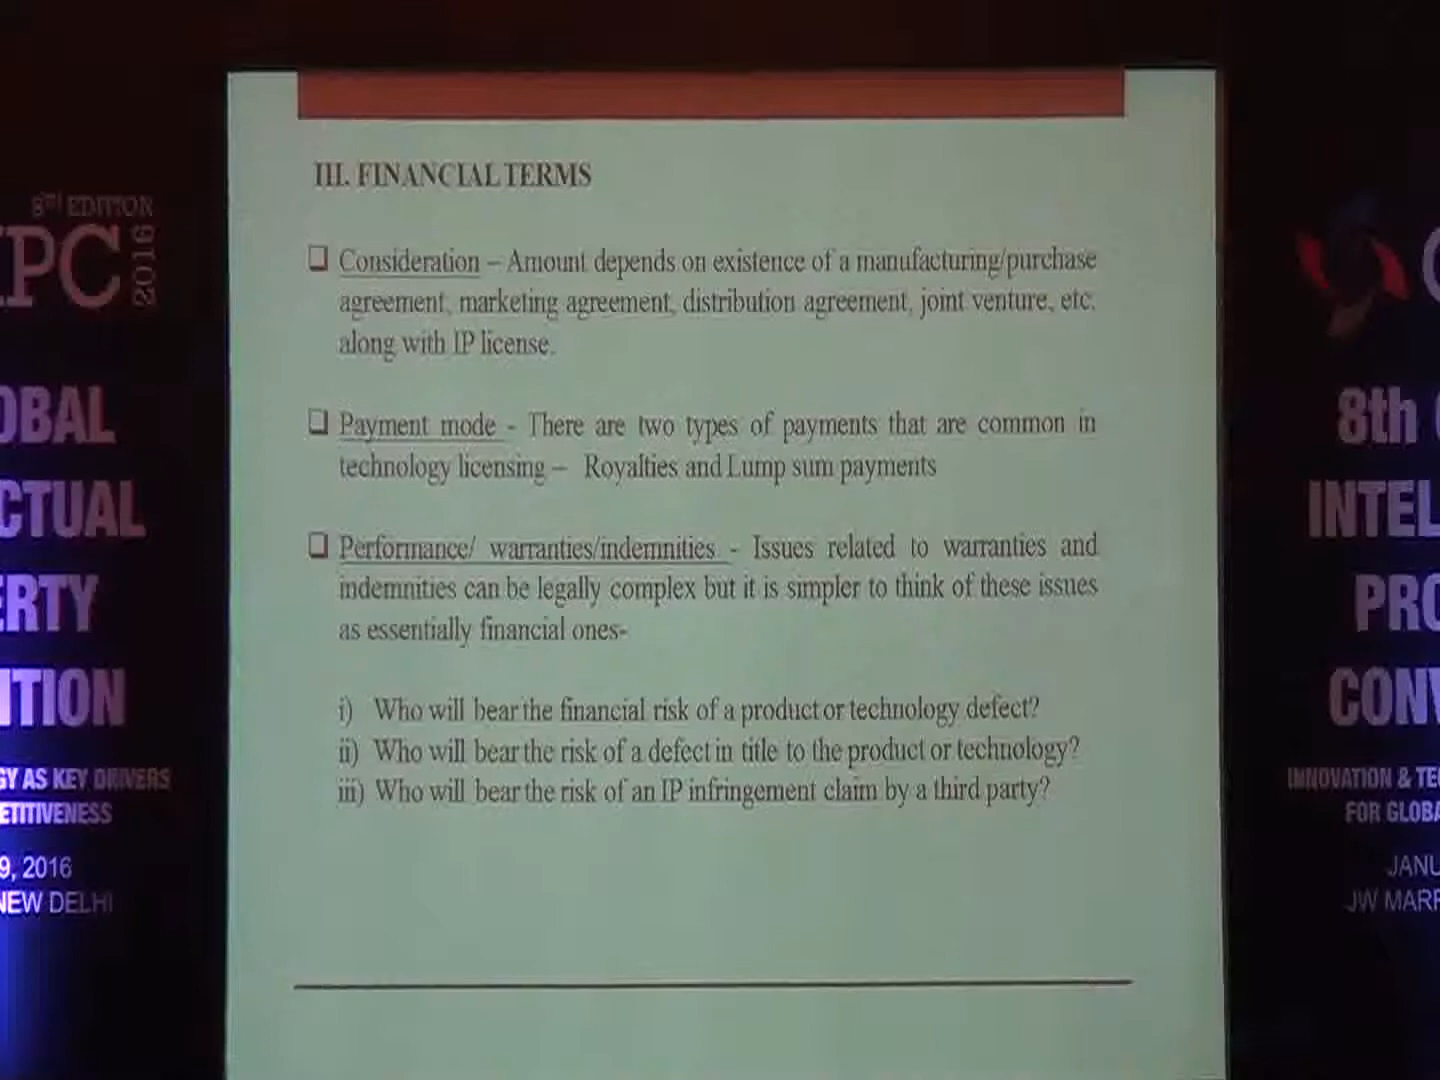 8TH EDITION
IPC
2016
OBAL
CTUAL
ERTY
NTION
GY AS KEY DRIVERS
ETITIVENESS
9, 2016
NEW DELHI
III. FINANCIAL TERMS
❑ Consideration – Amount depends on existence of a manufacturing/purchase
agreement, marketing agreement, distribution agreement, joint venture, etc.
along with IP license.
❑ Payment mode - There are two types of payments that are common in
technology licensing – Royalties and Lump sum payments
❑ Performance/ warranties/indemnities - Issues related to warranties and
indemnities can be legally complex but it is simpler to think of these issues
as essentially financial ones-
i) Who will bear the financial risk of a product or technology defect?
ii) Who will bear the risk of a defect in title to the product or technology?
iii) Who will bear the risk of an IP infringement claim by a third party?
8th
INTEL
PRO
CONV
INNOVATION & TE
FOR GLOBA
JANU
JW MARR